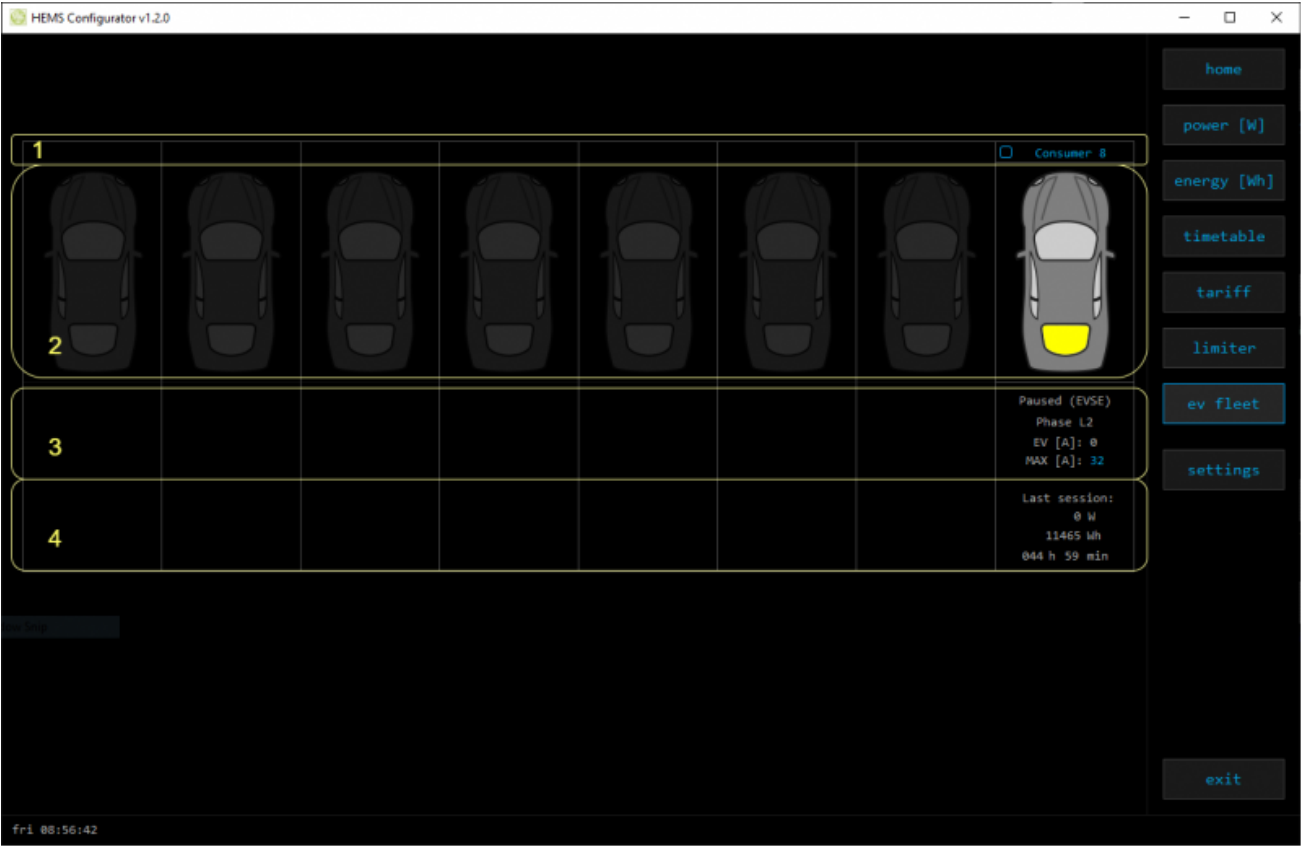 HEMS Configurator v1.2.0
home
power [W]
1
Consumer 8
energy [Wh]
timetable
tariff
2
limiter
Paused (EVSE)
ev fleet
Phase L2
3
EV [A]: 0
MAX [A]: 32
settings
Last session:
0 W
4
11465 Wh
044 h 59 min
Snip
exit
fri 08:56:42